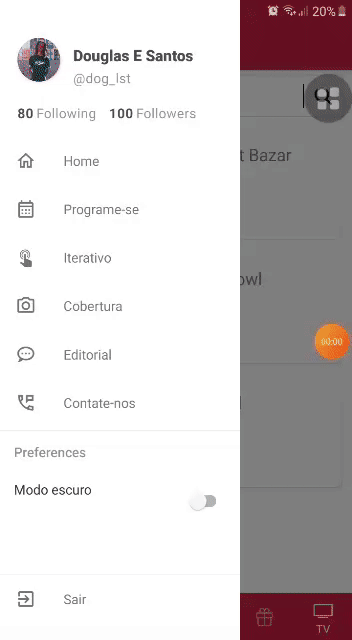 20%
Douglas E Santos
@dog_lst
80 Following 100 Followers
t Bazar
Home
Programe-se
Iterativo
owl
Cobertura
00:00
Editorial
Contate-nos
Preferences
Modo escuro
Sair
TV